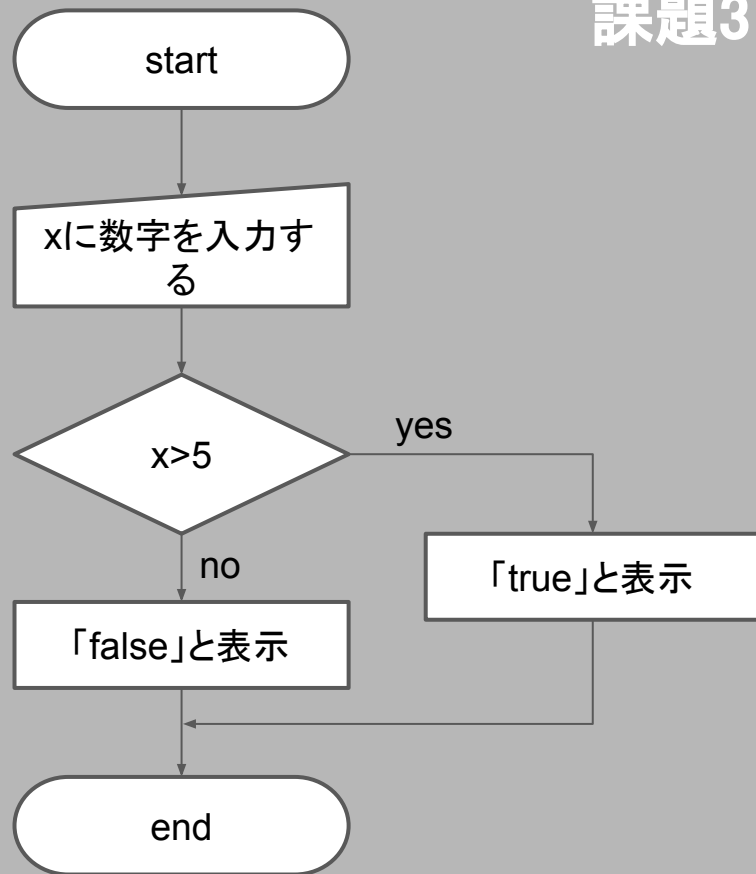 課題3
start
xに数字を入力す
る
x>5
yes
no
「true」と表示
「false」と表示
end